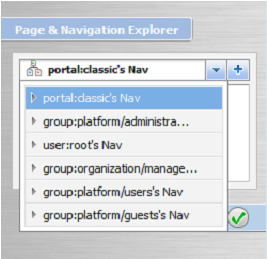 Page & Navigation Explorer
portal:classic's Nav
+
portal:classic's Nav
group:platform/administra...
user:root's Nav
group:organization/manage...
group:platform/users's Nav
group:platform/guests's Nav